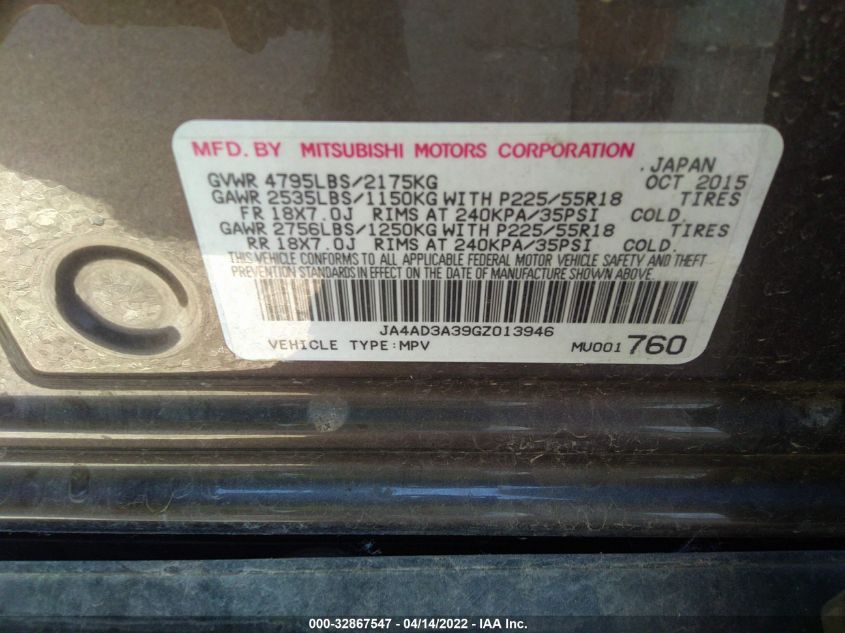 MFD. BY MITSUBISHI MOTORS CORPORATION
. JAPAN
GVWR 4795LBS/2175KG OCT 2015
GAWR 2535LBS/1150KG WITH P225/55R18 TIRES
FR 18X7.0J RIMS AT 240KPA/35PSI COLD.
GAWR 2756LBS/1250KG WITH P225/55R18 TIRES
RR 18X7.0J RIMS AT 240KPA/35PSI COLD.
THIS VEHICLE CONFORMS TO ALL APPLICABLE FEDERAL MOTOR VEHICLE SAFETY AND THEFT
PREVENTION STANDARDS IN EFFECT ON THE DATE OF MANUFACTURE SHOWN ABOVE.
JA4AD3A39GZ013946
VEHICLE TYPE:MPV MU001 760
000-32867547 - 04/14/2022 - IAA Inc.